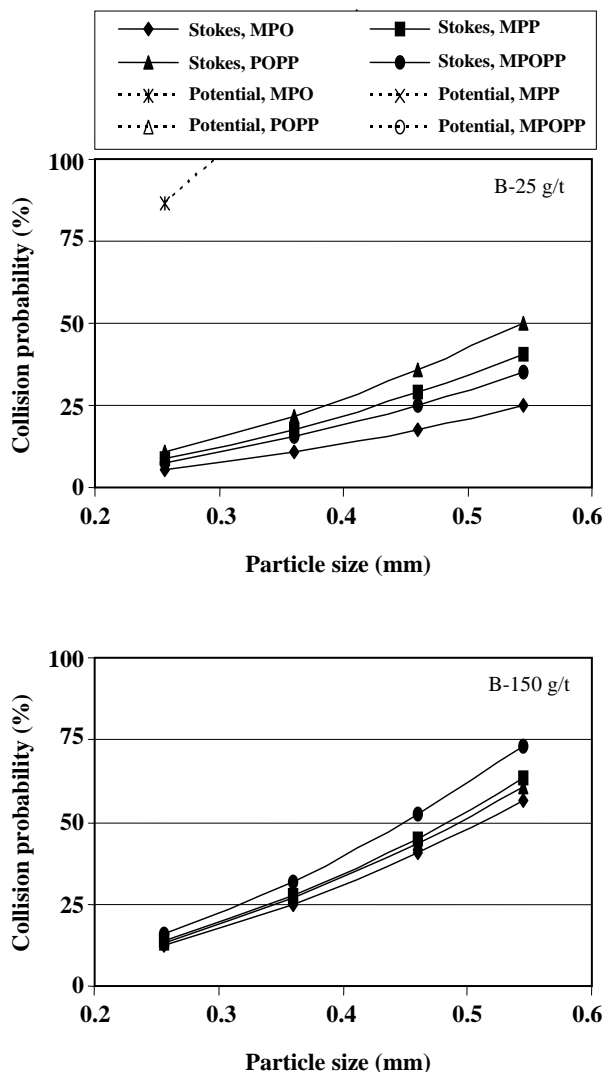 Stokes, MPO Stokes, MPP
Stokes, POPP Stokes, MPOPP
Potential, MPO Potential, MPP
Potential, POPP Potential, MPOPP
100
75
50
25
0
Collision probability (%)
B-25 g/t
0.2 0.3 0.4 0.5 0.6
Particle size (mm)
100
75
50
25
0
Collision probability (%)
B-150 g/t
0.2 0.3 0.4 0.5 0.6
Particle size (mm)